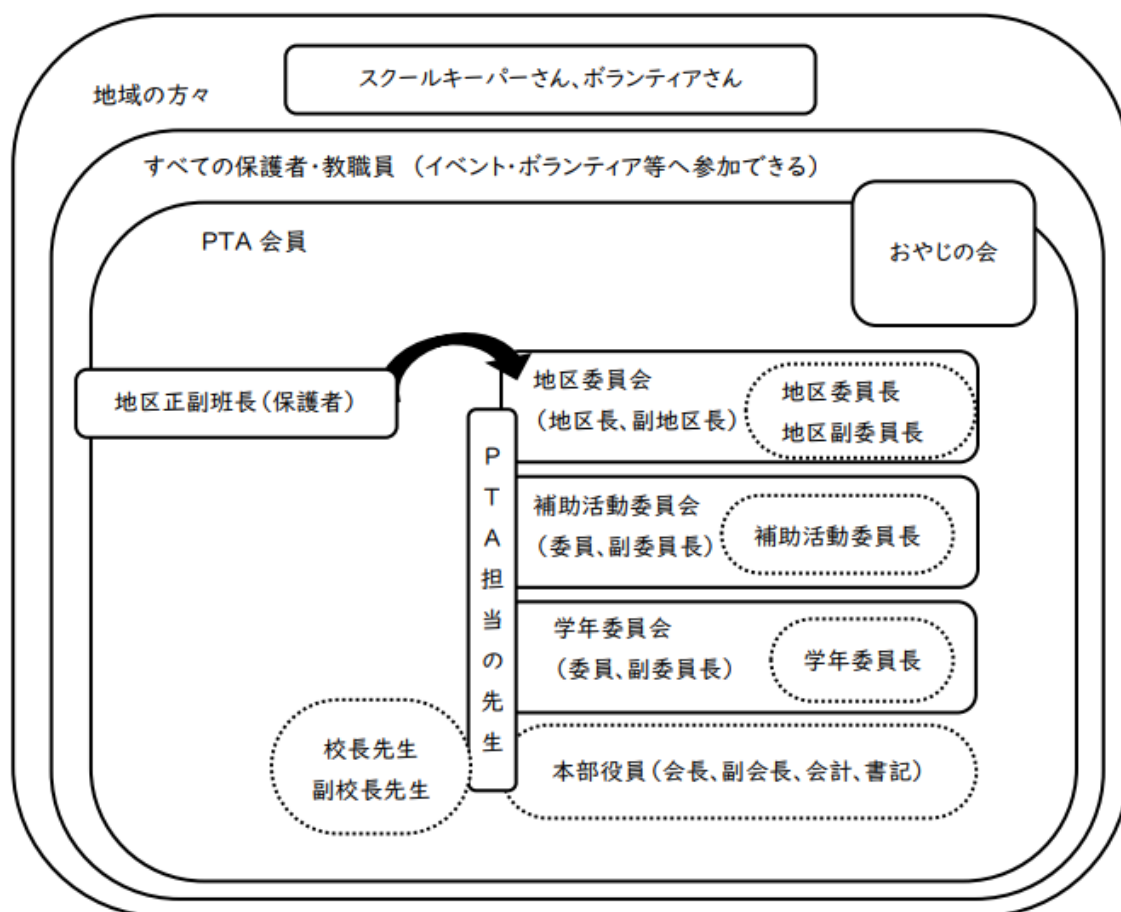 スクールキーパーさん、ボランティアさん
地域の方々
すべての保護者・教職員 （イベント・ボランティア等へ参加できる）
PTA 会員
おやじの会
地区正副班長（保護者）
地区委員会
（地区長、副地区長）
地区委員長
地区副委員長
PTA担当の先生
補助活動委員会
（委員、副委員長）
補助活動委員長
学年委員会
（委員、副委員長）
学年委員長
校長先生
副校長先生
本部役員（会長、副会長、会計、書記）